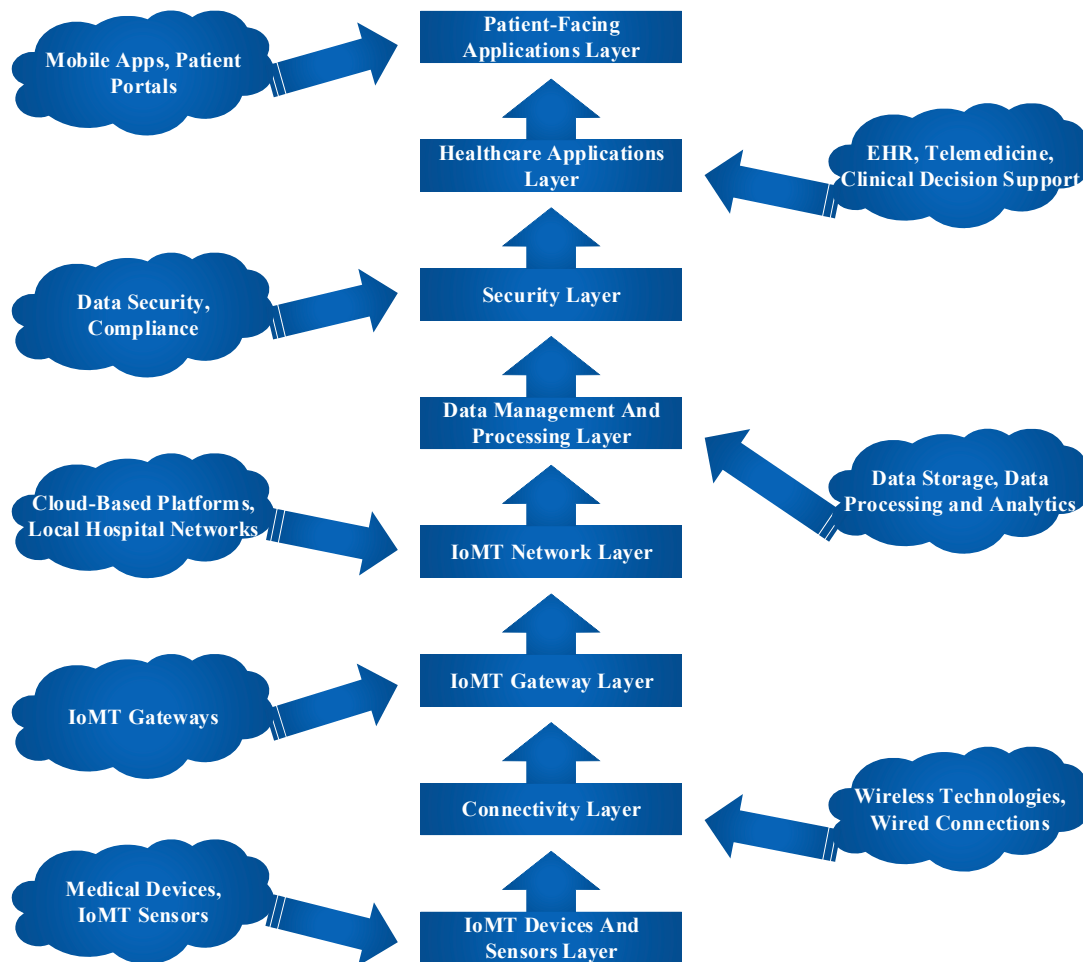 Patient-Facing
Applications Layer
Mobile Apps, Patient
Portals
Healthcare Applications
Layer
EHR, Telemedicine,
Clinical Decision Support
Data Security,
Compliance
Security Layer
Data Management And
Processing Layer
Data Storage, Data
Processing and Analytics
Cloud-Based Platforms,
Local Hospital Networks
IoMT Network Layer
IoMT Gateways
IoMT Gateway Layer
Connectivity Layer
Wireless Technologies,
Wired Connections
Medical Devices,
IoMT Sensors
IoMT Devices And
Sensors Layer